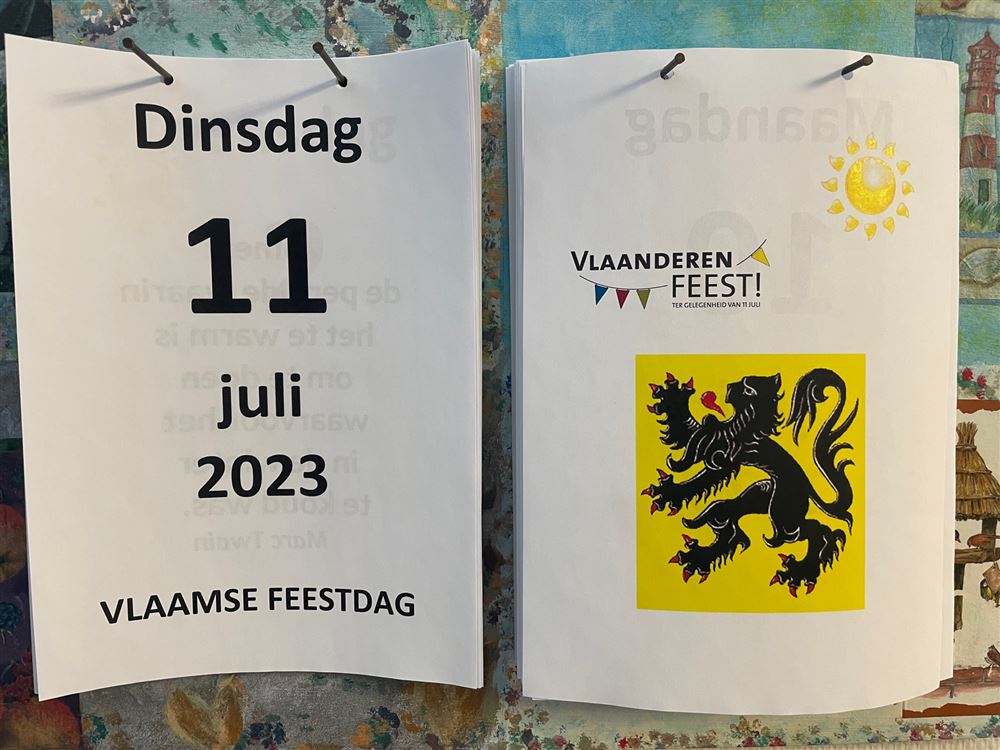 Dinsdag
11
juli
2023
VLAAMSE FEESTDAG
VLAANDEREN
FEEST!
TER GELEGENHEID VAN 11 JULI